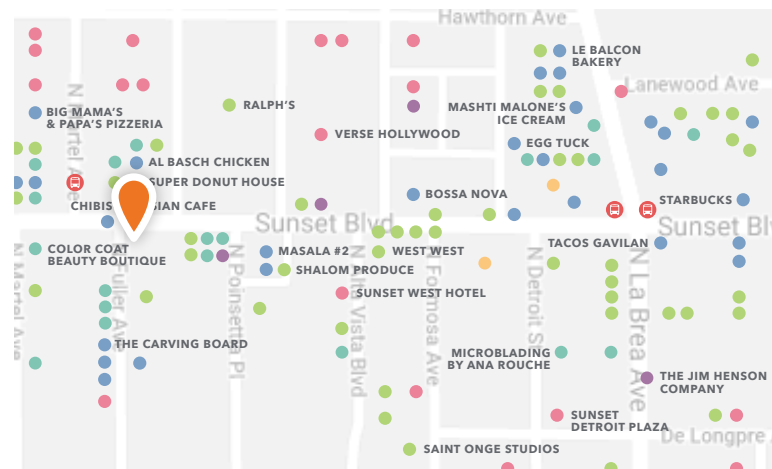 Hawthorn Ave
LE BALCON
BAKERY
Lanewood Ave
N Martel Ave
BIG MAMA'S
& PAPA'S PIZZERIA
RALPH'S
MASHTI MALONE'S
ICE CREAM
VERSE HOLLYWOOD
EGG TUCK
AL BASCH CHICKEN
SUPER DONUT HOUSE
BOSSA NOVA
STARBUCKS
CAFE
Sunset Blvd
Sunset Bl
COLOR COAT
BEAUTY BOUTIQUE
MASALA #2
WEST WEST
TACOS GAVILAN
SHALOM PRODUCE
N Martel Ave
Fuller Ave
N Poinsettia Pl
Vista Blvd
N Formosa Ave
N Detroit St
N La Brea Ave
SUNSET WEST HOTEL
THE CARVING BOARD
MICROBLADING
BY ANA ROUCHE
THE JIM HENSON
COMPANY
SUNSET
DETROIT PLAZA
De Longpre
SAINT ONGE STUDIOS